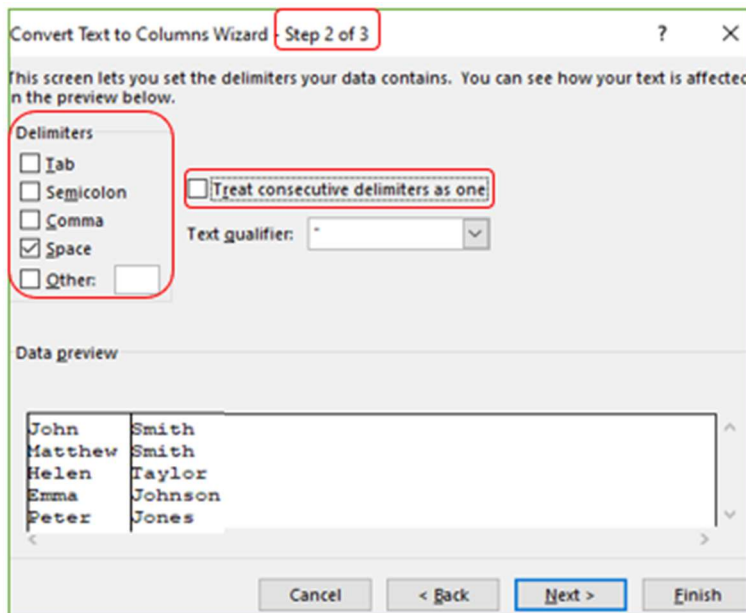 Convert Text to Columns Wizard - Step 2 of 3 ? ✕
This screen lets you set the delimiters your data contains. You can see how your text is affected
in the preview below.
Delimiters
Tab
Semicolon
Comma
Space
Other:
Treat consecutive delimiters as one
Text qualifier: "
Data preview
John Smith
Matthew Smith
Helen Taylor
Emma Johnson
Peter Jones
Cancel < Back Next > Finish